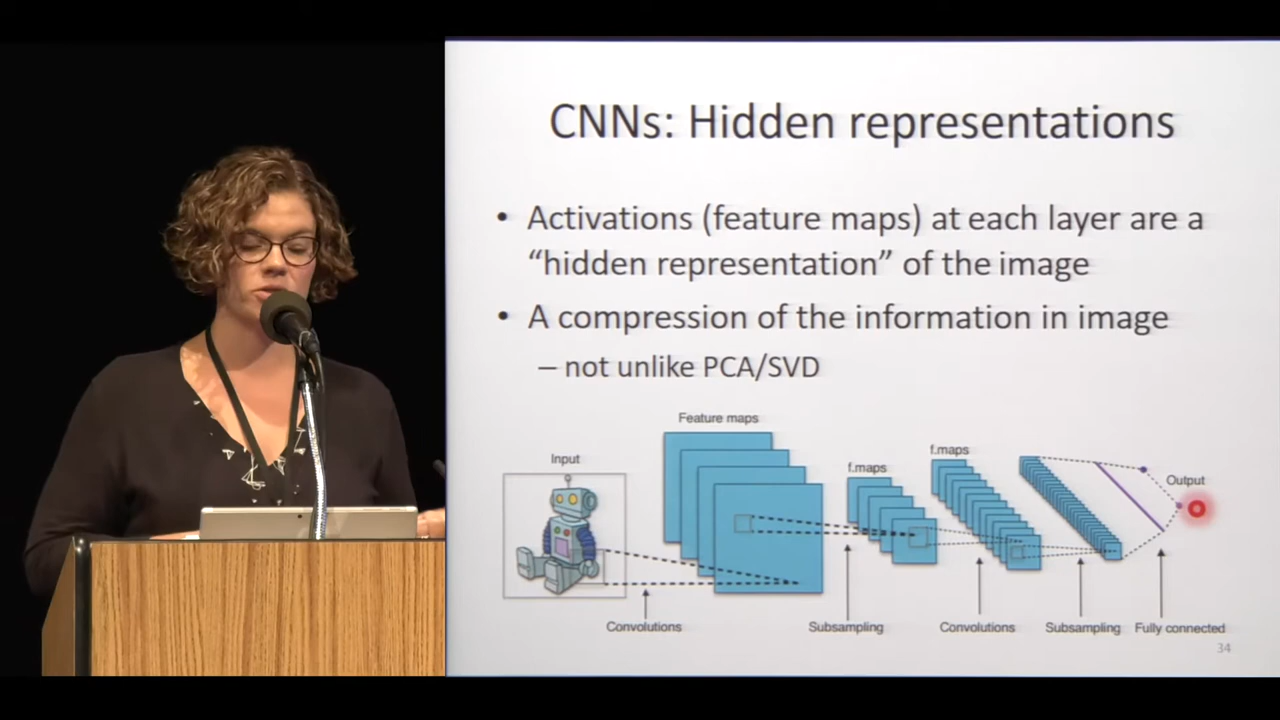 CNNs: Hidden representations
• Activations (feature maps) at each layer are a
“hidden representation” of the image
• A compression of the information in image
– not unlike PCA/SVD
Feature maps
Input
f.maps
f.maps
Output
Convolutions
Subsampling
Convolutions
Subsampling
Fully connected
34